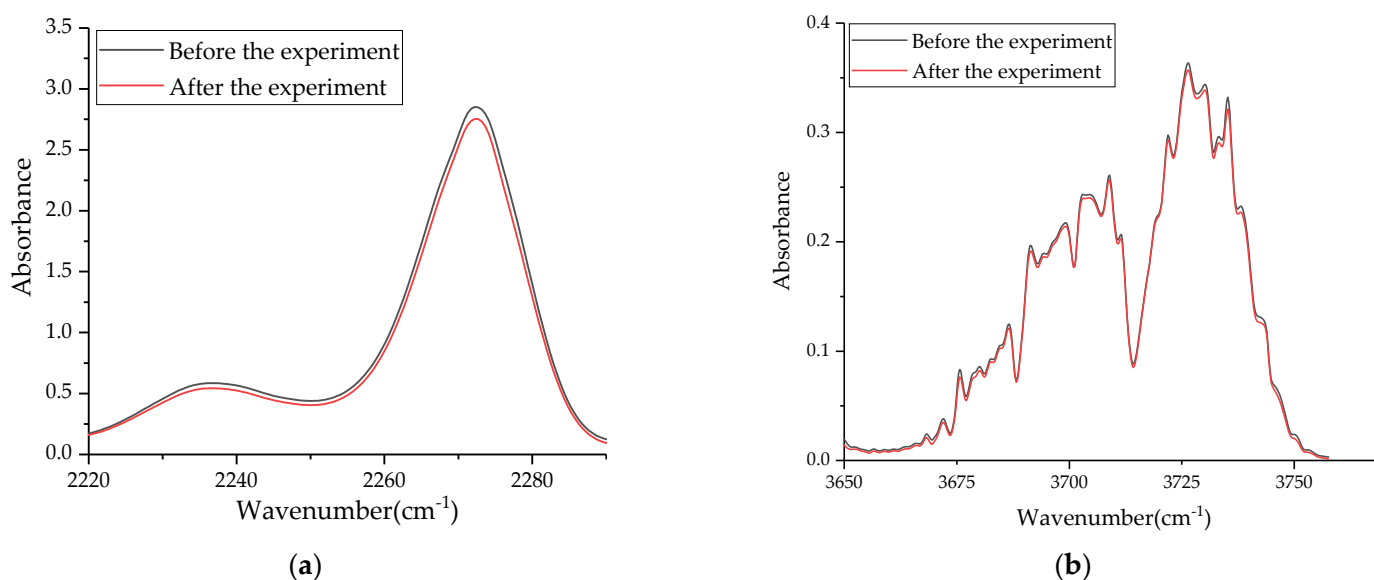 3.5
3.0
2.5
2.0
1.5
1.0
0.5
0.0
Absorbance
Before the experiment
After the experiment
2220 2240 2260 2280
Wavenumber(cm⁻¹)
(a)
0.4
0.3
0.2
0.1
0.0
Absorbance
Before the experiment
After the experiment
3650 3675 3700 3725 3750
Wavenumber(cm⁻¹)
(b)